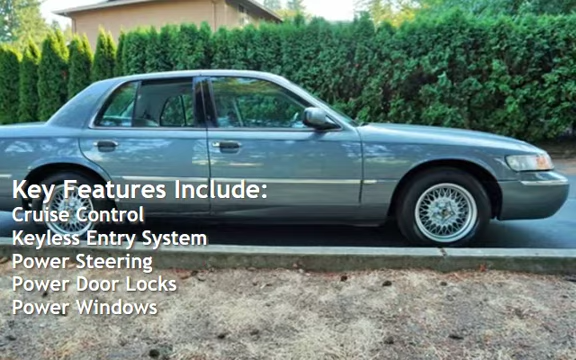 Key Features Include:
Cruise Control
Keyless Entry System
Power Steering
Power Door Locks
Power Windows